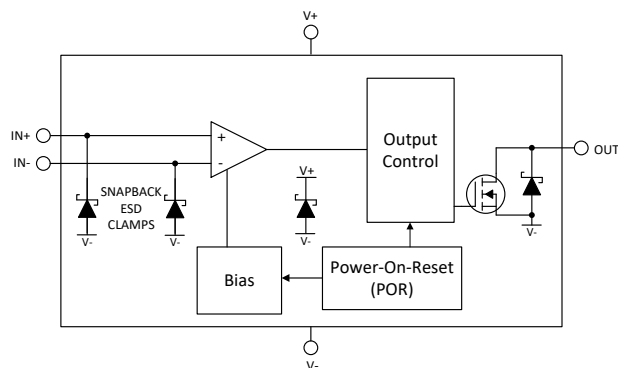 V+
IN+
IN-
+
-
Output
Control
OUT
V+
SNAPBACK
ESD
CLAMPS
V-
V-
V-
V-
Bias
Power-On-Reset
(POR)
V-